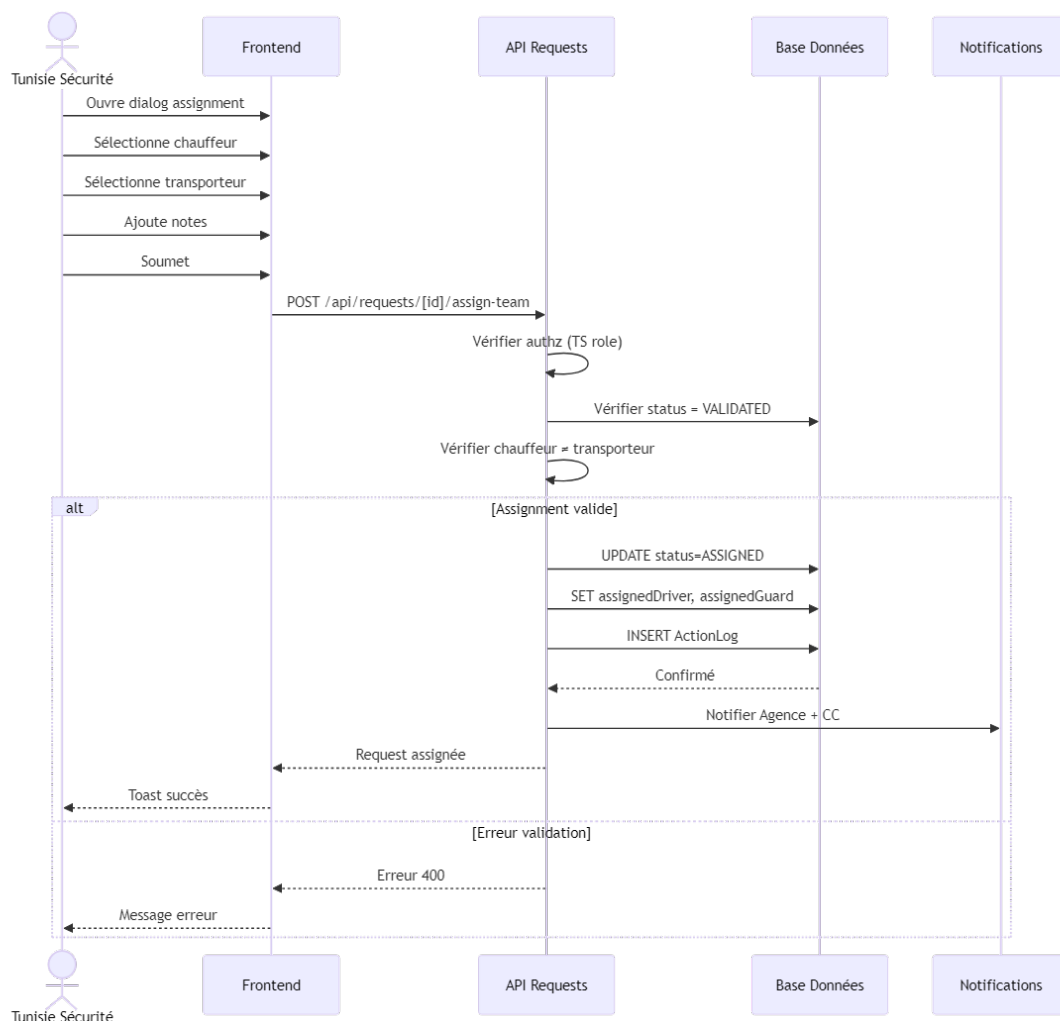 Tunisie Sécurité
Frontend
API Requests
Base Données
Notifications
Ouvre dialog assignment
Sélectionne chauffeur
Sélectionne transporteur
Ajoute notes
Soumet
POST /api/requests/[id]/assign-team
Vérifier authz (TS role)
Vérifier status = VALIDATED
Vérifier chauffeur ≠ transporteur
alt
[Assignment valide]
UPDATE status=ASSIGNED
SET assignedDriver, assignedGuard
INSERT ActionLog
Confirmé
Notifier Agence + CC
Request assignée
Toast succès
[Erreur validation]
Erreur 400
Message erreur
Tunisie Sécurité
Frontend
API Requests
Base Données
Notifications